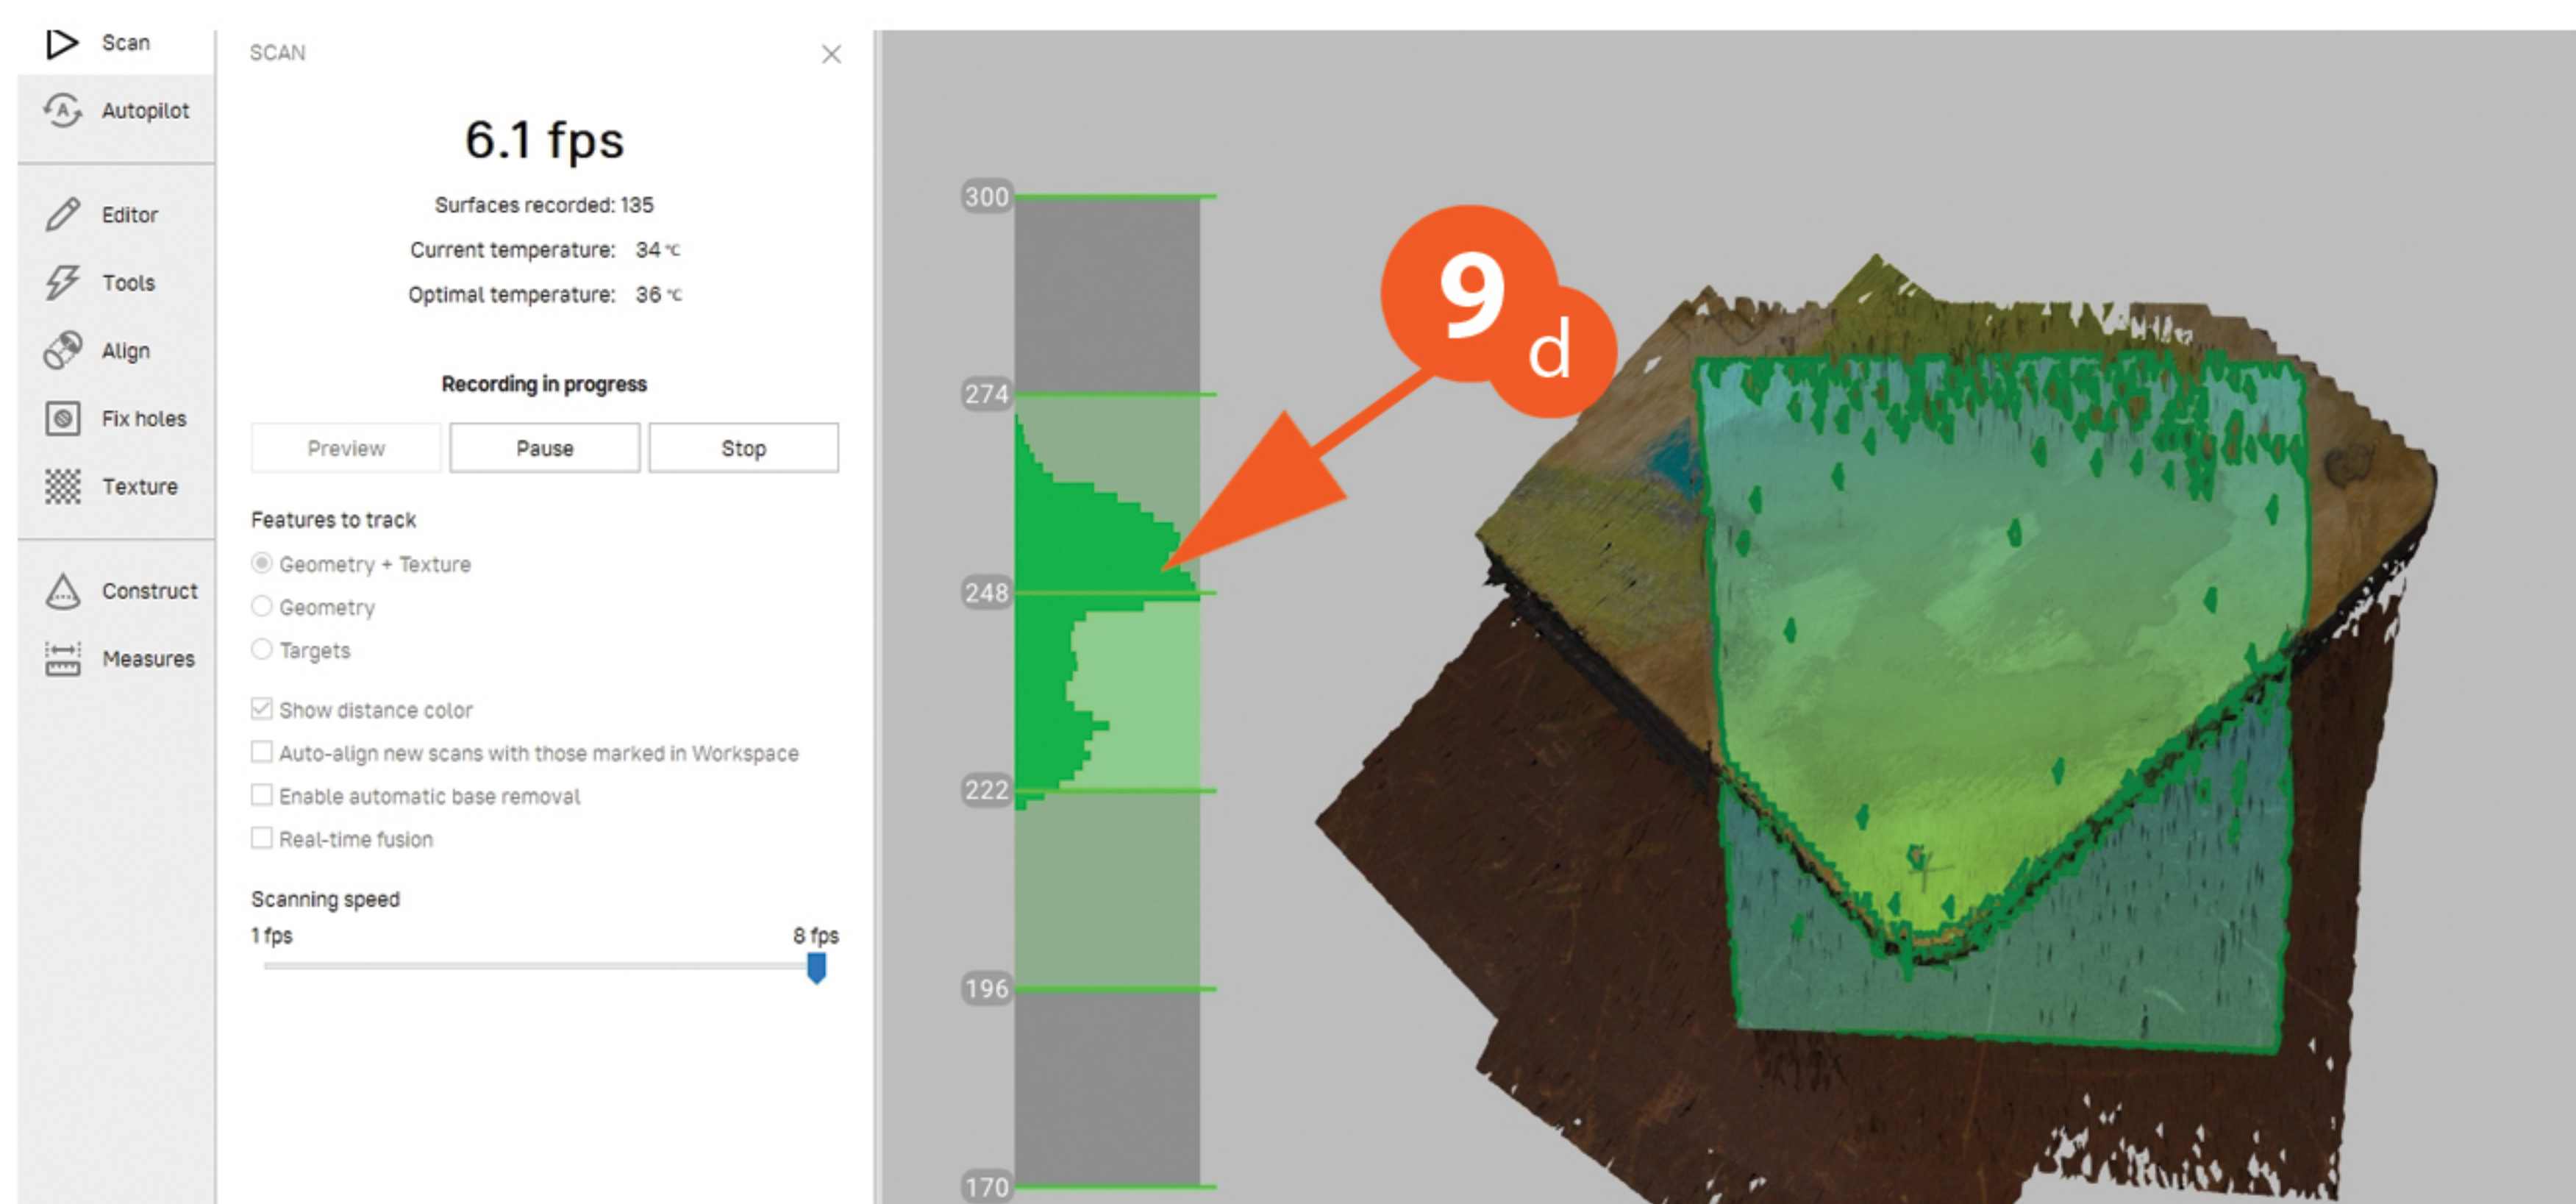 Scan
Autopilot
Editor
Tools
Align
Fix holes
Texture
Construct
Measures
SCAN
6.1 fps
Surfaces recorded: 135
Current temperature: 34 °C
Optimal temperature: 36 °C
Recording in progress
Preview Pause Stop
Features to track
Geometry + Texture
Geometry
Targets
Show distance color
Auto-align new scans with those marked in Workspace
Enable automatic base removal
Real-time fusion
Scanning speed
1 fps 8 fps
300
274
248
222
196
170
9 d